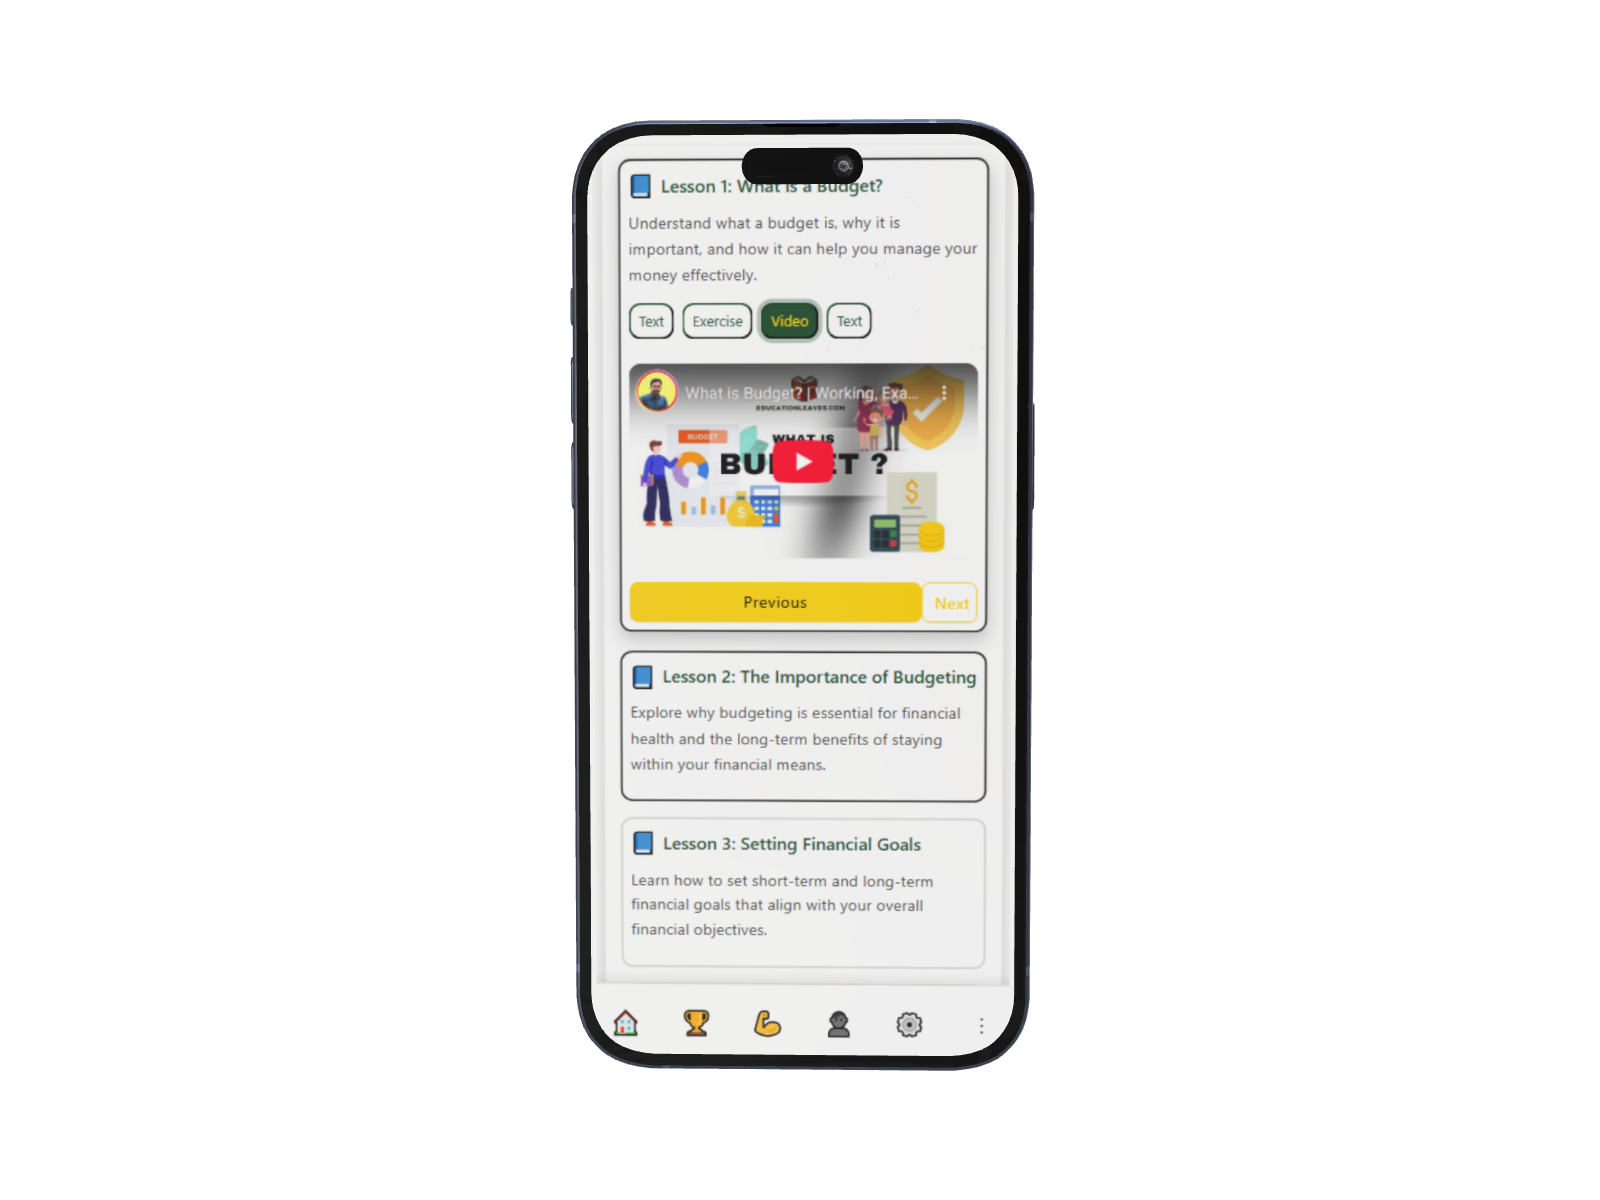 Lesson 1: What is a Budget?
Understand what a budget is, why it is
important, and how it can help you manage your
money effectively.
Text Exercise Video Text
What is Budget? | Working, Exa...
EDUCATIONLEAVES.COM
BUDGET
WHAT IS
?
Previous Next
Lesson 2: The Importance of Budgeting
Explore why budgeting is essential for financial
health and the long-term benefits of staying
within your financial means.
Lesson 3: Setting Financial Goals
Learn how to set short-term and long-term
financial goals that align with your overall
financial objectives.